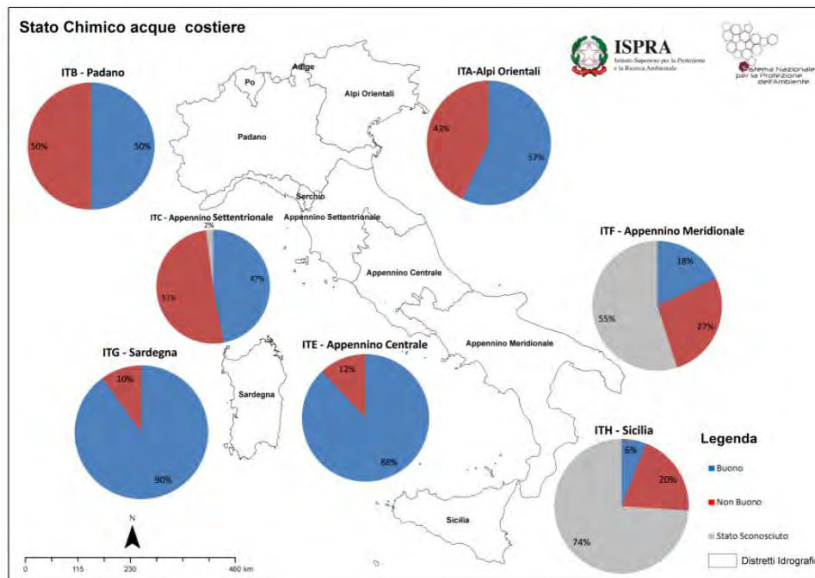 Stato Chimico acque costiere
ISPRA
Istituto Superiore per la Protezione
e la Ricerca Ambientale
Sistema Nazionale
per la Protezione
dell'Ambiente
ITB - Padano
50%
50%
Adige
Po
Alpi Orientali
Padano
ITA-Alpi Orientali
43%
57%
Serchio
Appennino Settentrionale
ITC - Appennino Settentrionale
2%
47%
51%
Appennino Centrale
ITF - Appennino Meridionale
18%
55%
27%
Appennino Meridionale
ITG - Sardegna
10%
90%
Sardegna
ITE - Appennino Centrale
12%
88%
ITH - Sicilia
6%
20%
74%
Sicilia
Legenda
Buono
Non Buono
Stato Sconosciuto
Distretti Idrografici
N
0 115 230 460 km